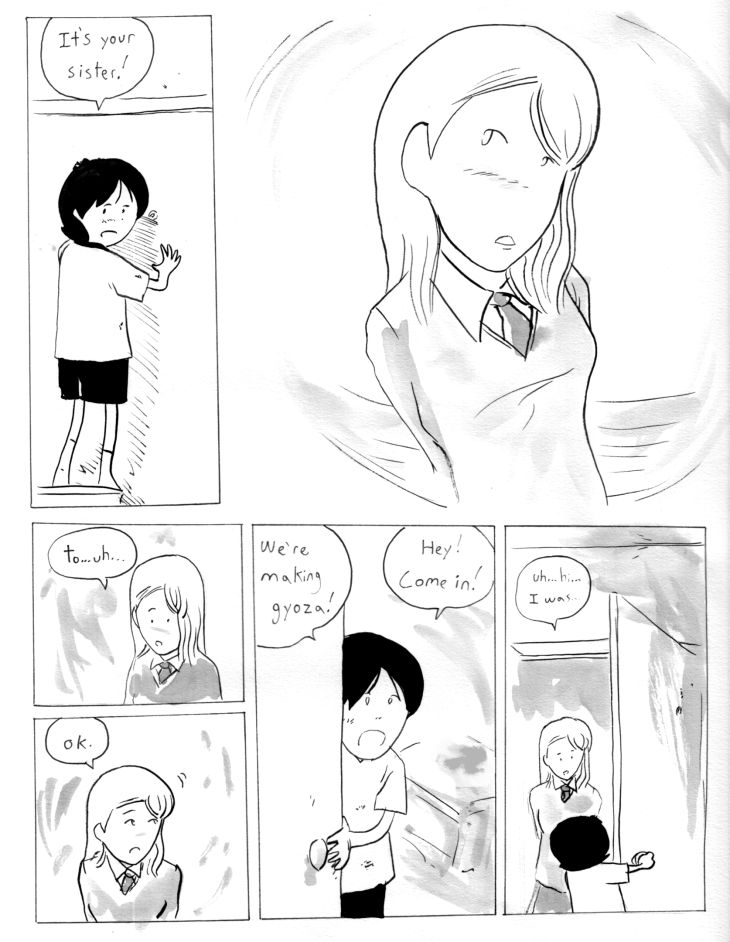 It's your
sister!
uh...hi...
I was...
Hey!
Come in!
We're
making
gyoza!
to...uh...
ok.